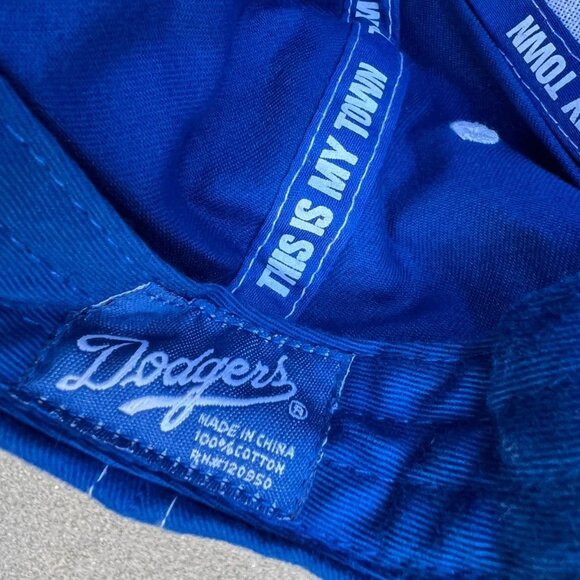 MY TOWN
THIS IS MY TOWN
Dodgers®
MADE IN CHINA
100% COTTON
RN#120950